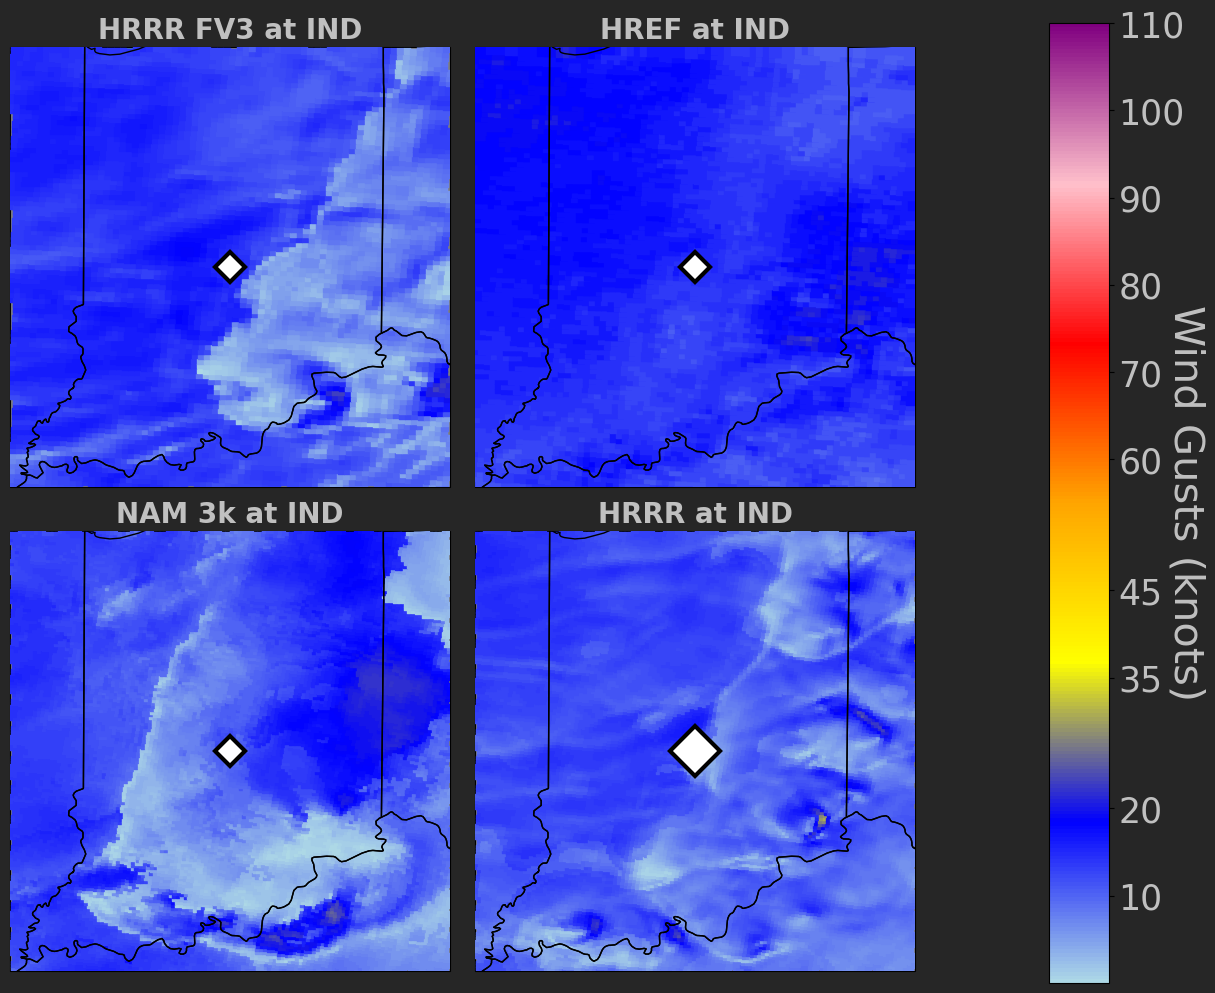 HRRR FV3 at IND
HREF at IND
NAM 3k at IND
HRRR at IND
110
100
90
80
70
60
45
35
20
10
Wind Gusts (knots)